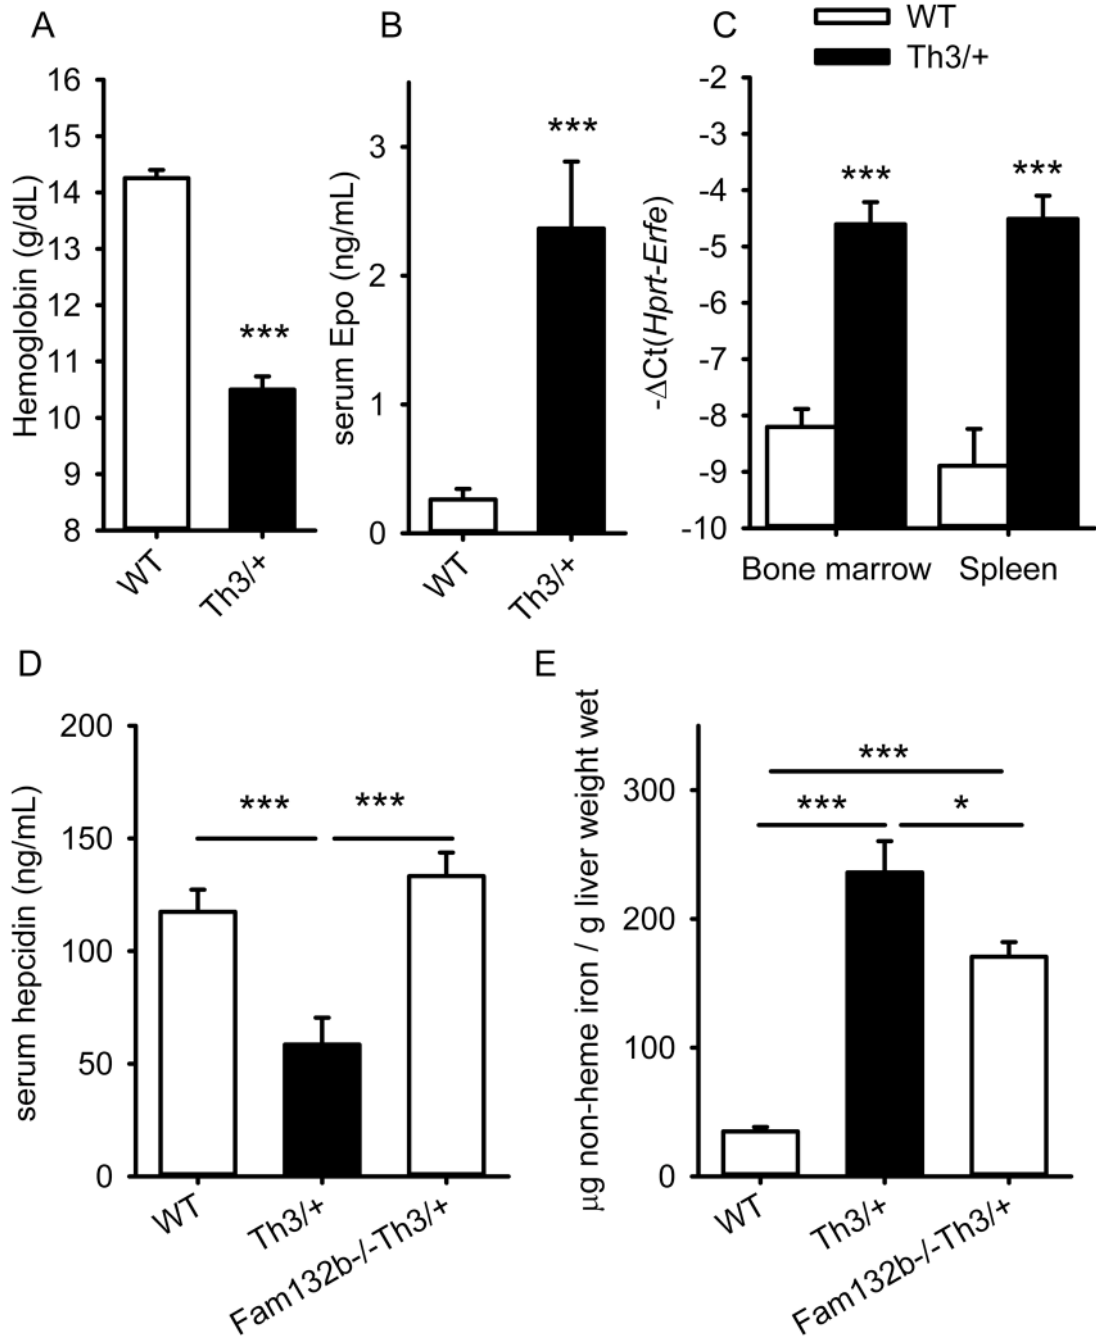 A
B
C
WT
Th3/+
Hemoglobin (g/dL)
16
15
14
13
12
11
10
9
8
***
WT
Th3/+
serum Epo (ng/mL)
3
2
1
0
***
WT
Th3/+
-ΔCt(Hprt-Erfe)
-2
-3
-4
-5
-6
-7
-8
-9
-10
***
***
Bone marrow
Spleen
D
E
serum hepcidin (ng/mL)
200
150
100
50
0
***
***
WT
Th3/+
Fam132b-/-Th3/+
µg non-heme iron / g liver weight wet
300
200
100
0
***
***
*
WT
Th3/+
Fam132b-/-Th3/+